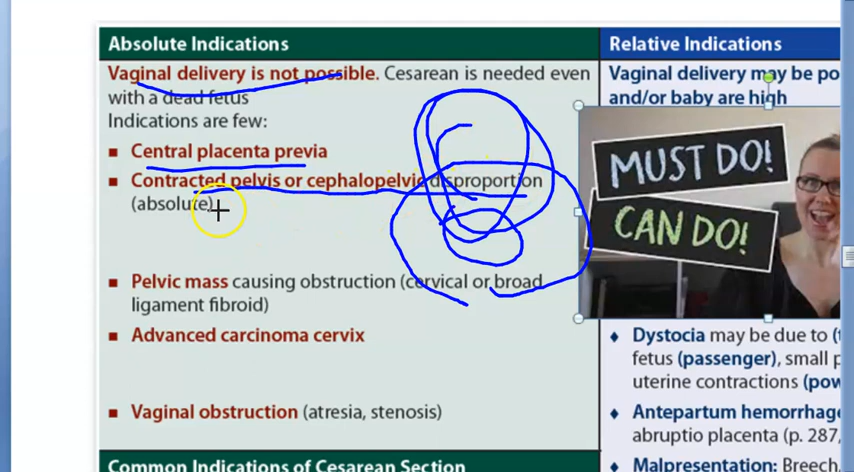 Absolute Indications
Vaginal delivery is not possible. Cesarean is needed even
with a dead fetus
Indications are few:
■ Central placenta previa
■ Contracted pelvis or cephalopelvic disproportion
(absolute)
■ Pelvic mass causing obstruction (cervical or broad
ligament fibroid)
■ Advanced carcinoma cervix
■ Vaginal obstruction (atresia, stenosis)
Common Indications of Cesarean Section
Relative Indications
Vaginal delivery may be po
and/or baby are high
MUST DO!
CAN DO!
♦ Dystocia may be due to (
fetus (passenger), small p
uterine contractions (pow
♦ Antepartum hemorrhage
abruptio placenta (p. 287,
♦ Malpresentation: Breech,